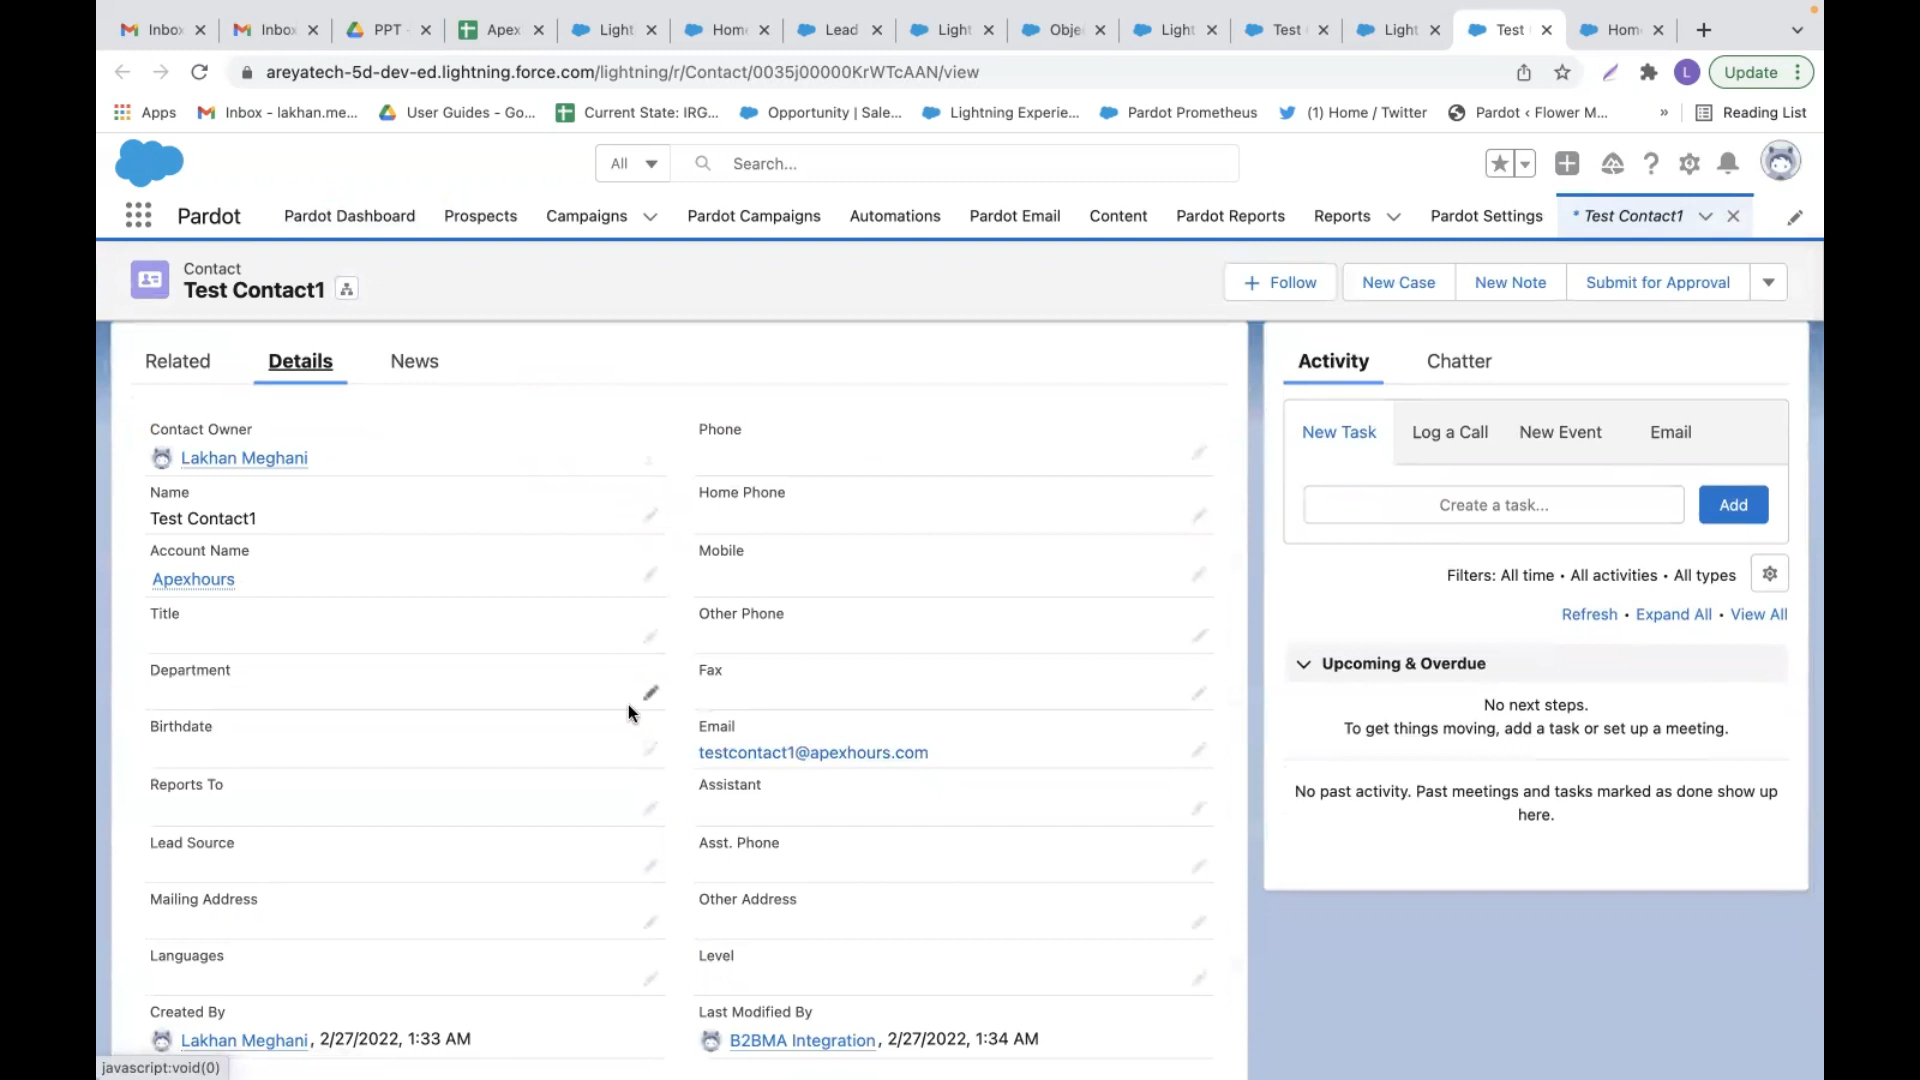 Inbox
Inbox
PPT -
Apex
Light
Home
Lead
Light
Obje
Light
Test
Light
Test
Home
areyatech-5d-dev-ed.lightning.force.com/lightning/r/Contact/0035j00000KrWTcAAN/view
L
Update
Apps
Inbox - lakhan.me...
User Guides - Go...
Current State: IRG...
Opportunity | Sale...
Lightning Experie...
Pardot Prometheus
(1) Home / Twitter
Pardot ‹ Flower M...
»
Reading List
All
Search...
Pardot
Pardot Dashboard
Prospects
Campaigns
Pardot Campaigns
Automations
Pardot Email
Content
Pardot Reports
Reports
Pardot Settings
* Test Contact1
Contact
Test Contact1
+ Follow
New Case
New Note
Submit for Approval
Related
Details
News
Contact Owner
Lakhan Meghani
Phone
Name
Test Contact1
Home Phone
Account Name
Apexhours
Mobile
Title
Other Phone
Department
Fax
Birthdate
Email
testcontact1@apexhours.com
Reports To
Assistant
Lead Source
Asst. Phone
Mailing Address
Other Address
Languages
Level
Created By
Lakhan Meghani, 2/27/2022, 1:33 AM
Last Modified By
B2BMA Integration, 2/27/2022, 1:34 AM
Activity
Chatter
New Task
Log a Call
New Event
Email
Create a task...
Add
Filters: All time • All activities • All types
Refresh • Expand All • View All
Upcoming & Overdue
No next steps.
To get things moving, add a task or set up a meeting.
No past activity. Past meetings and tasks marked as done show up
here.
javascript:void(0)